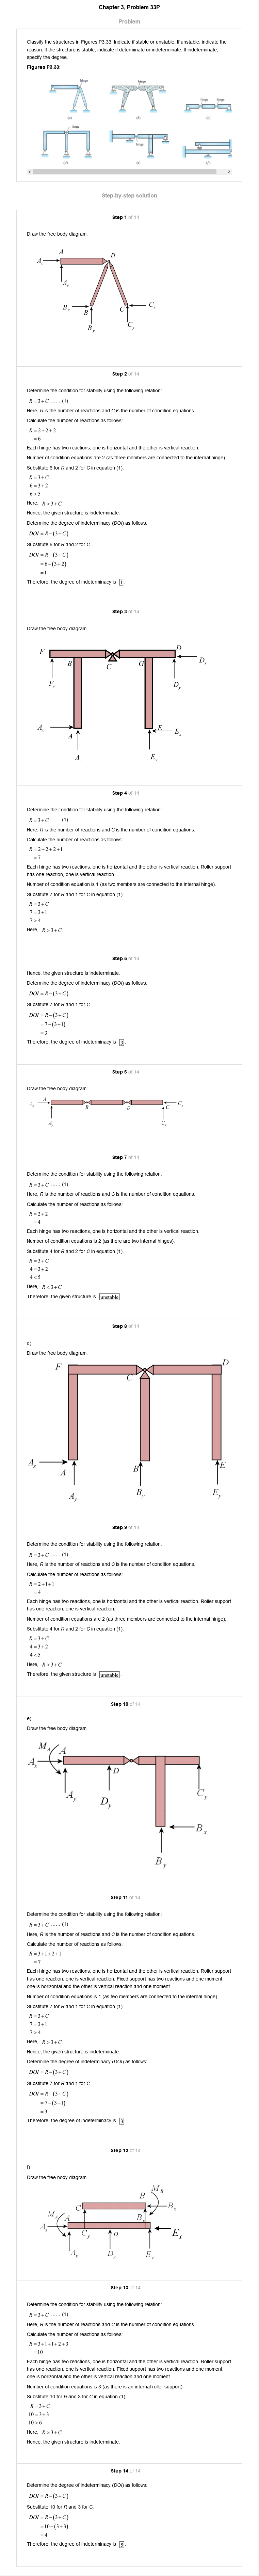 Chapter 3, Problem 33P
Problem
Classify the structures in Figures P3.33. Indicate if stable or unstable. If unstable, indicate the
reason. If the structure is stable, indicate if determinate or indeterminate. If indeterminate,
specify the degree.
Figures P3.33:
hinge
hinge
hinge hinge
(a)
(b)
(c)
hinge
hinge
(d)
(e)
(f)
Step-by-step solution
Step 1 of 14
Draw the free body diagram.
A D
Ax
Ay
Bx B C Cx
By Cy
Step 2 of 14
Determine the condition for stability using the following relation:
R = 3 + C ...... (1)
Here, R is the number of reactions and C is the number of condition equations.
Calculate the number of reactions as follows:
R = 2 + 2 + 2
= 6
Each hinge has two reactions, one is horizontal and the other is vertical reaction.
Number of condition equations are 2 (as three members are connected to the internal hinge).
Substitute 6 for R and 2 for C in equation (1).
R = 3 + C
6 = 3 + 2
6 > 5
Here, R > 3 + C
Hence, the given structure is indeterminate.
Determine the degree of indeterminacy (DOI) as follows:
DOI = R − (3 + C)
Substitute 6 for R and 2 for C.
DOI = R − (3 + C)
= 6 − (3 + 2)
= 1
Therefore, the degree of indeterminacy is 1.
Step 3 of 14
Draw the free body diagram.
F D
B C G Dx
Fy Dy
Ax A E Ex
Ay Ey
Step 4 of 14
Determine the condition for stability using the following relation:
R = 3 + C ...... (1)
Here, R is the number of reactions and C is the number of condition equations.
Calculate the number of reactions as follows:
R = 2 + 2 + 2 + 1
= 7
Each hinge has two reactions, one is horizontal and the other is vertical reaction. Roller support
has one reaction, one is vertical reaction.
Number of condition equation is 1 (as two members are connected to the internal hinge).
Substitute 7 for R and 1 for C in equation (1).
R = 3 + C
7 = 3 + 1
7 > 4
Here, R > 3 + C
Step 5 of 14
Hence, the given structure is indeterminate.
Determine the degree of indeterminacy (DOI) as follows:
DOI = R − (3 + C)
Substitute 7 for R and 1 for C.
DOI = R − (3 + C)
= 7 − (3 + 1)
= 3
Therefore, the degree of indeterminacy is 3.
Step 6 of 14
Draw the free body diagram.
Ax A B D C Cx
Ay Cy
Step 7 of 14
Determine the condition for stability using the following relation:
R = 3 + C ...... (1)
Here, R is the number of reactions and C is the number of condition equations.
Calculate the number of reactions as follows:
R = 2 + 2
= 4
Each hinge has two reactions, one is horizontal and the other is vertical reaction.
Number of condition equations is 2 (as there are two internal hinges).
Substitute 4 for R and 2 for C in equation (1).
R = 3 + C
4 = 3 + 2
4 < 5
Here, R < 3 + C
Therefore, the given structure is unstable
Step 8 of 14
d)
Draw the free body diagram.
F C D
Ax A B E
Ay By Ey
Step 9 of 14
Determine the condition for stability using the following relation:
R = 3 + C ...... (1)
Here, R is the number of reactions and C is the number of condition equations.
Calculate the number of reactions as follows:
R = 2 + 1 + 1
= 4
Each hinge has two reactions, one is horizontal and the other is vertical reaction. Roller support
has one reaction, one is vertical reaction.
Number of condition equations are 2 (as three members are connected to the internal hinge).
Substitute 4 for R and 2 for C in equation (1).
R = 3 + C
4 = 3 + 2
4 < 5
Here, R > 3 + C
Therefore, the given structure is unstable
Step 10 of 14
e)
Draw the free body diagram.
MA A
Ax
Ay D Cy
Dy Bx
By
Step 11 of 14
Determine the condition for stability using the following relation:
R = 3 + C ...... (1)
Here, R is the number of reactions and C is the number of condition equations.
Calculate the number of reactions as follows:
R = 3 + 1 + 2 + 1
= 7
Each hinge has two reactions, one is horizontal and the other is vertical reaction. Roller support
has one reaction, one is vertical reaction. Fixed support has two reactions and one moment,
one is horizontal and the other is vertical reaction and one moment.
Number of condition equations is 1 (as two members are connected to the internal hinge).
Substitute 7 for R and 1 for C in equation (1).
R = 3 + C
7 = 3 + 1
7 > 4
Here, R > 3 + C
Hence, the given structure is indeterminate.
Determine the degree of indeterminacy (DOI) as follows:
DOI = R − (3 + C)
Substitute 7 for R and 1 for C.
DOI = R − (3 + C)
= 7 − (3 + 1)
= 3
Therefore, the degree of indeterminacy is 3.
Step 12 of 14
f)
Draw the free body diagram.
MB
C B Bx
MA A By
Ax Cy D Ex
Ay Dy Ey
Step 13 of 14
Determine the condition for stability using the following relation:
R = 3 + C ...... (1)
Here, R is the number of reactions and C is the number of condition equations.
Calculate the number of reactions as follows:
R = 3 + 1 + 1 + 2 + 3
= 10
Each hinge has two reactions, one is horizontal and the other is vertical reaction. Roller support
has one reaction, one is vertical reaction. Fixed support has two reactions and one moment,
one is horizontal and the other is vertical reaction and one moment.
Number of condition equations is 3 (as there is an internal roller support).
Substitute 10 for R and 3 for C in equation (1).
R = 3 + C
10 = 3 + 3
10 > 6
Here, R > 3 + C
Hence, the given structure is indeterminate.
Step 14 of 14
Determine the degree of indeterminacy (DOI) as follows:
DOI = R − (3 + C)
Substitute 10 for R and 3 for C.
DOI = R − (3 + C)
= 10 − (3 + 3)
= 4
Therefore, the degree of indeterminacy is